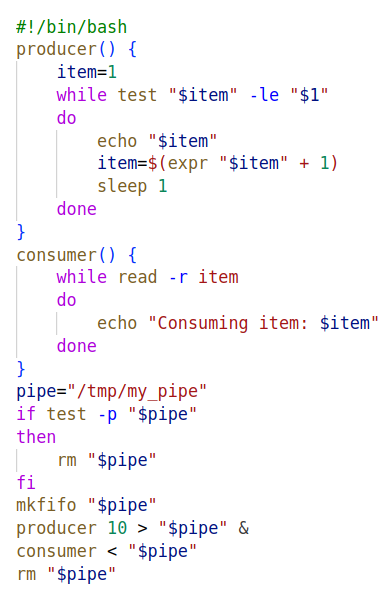 #!/bin/bash
producer() {
    item=1
    while test "$item" -le "$1"
    do
        echo "$item"
        item=$(expr "$item" + 1)
        sleep 1
    done
}
consumer() {
    while read -r item
    do
        echo "Consuming item: $item"
    done
}
pipe="/tmp/my_pipe"
if test -p "$pipe"
then
    rm "$pipe"
fi
mkfifo "$pipe"
producer 10 > "$pipe" &
consumer < "$pipe"
rm "$pipe"